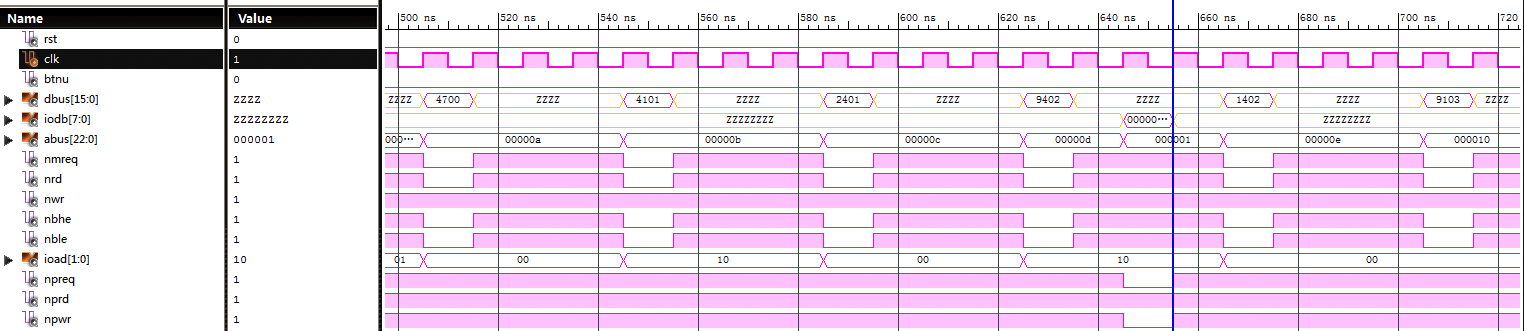 Name Value 500 ns 520 ns 540 ns 560 ns 580 ns 600 ns 620 ns 640 ns 660 ns 680 ns 700 ns 720
rst 0
clk 1
btnu 0
dbus[15:0] ZZZZ ZZZZ 4700 ZZZZ 4101 ZZZZ 2401 ZZZZ 9402 ZZZZ 1402 ZZZZ 9103 ZZZZ
iodb[7:0] ZZZZZZZZ ZZZZZZZZ 00000··· ZZZZZZZZ
abus[22:0] 000001 000··· 00000a 00000b 00000c 00000d 000001 00000e 000010
nmreq 1
nrd 1
nwr 1
nbhe 1
nble 1
ioad[1:0] 10 01 00 10 00 10 00
npreq 1
nprd 1
npwr 1